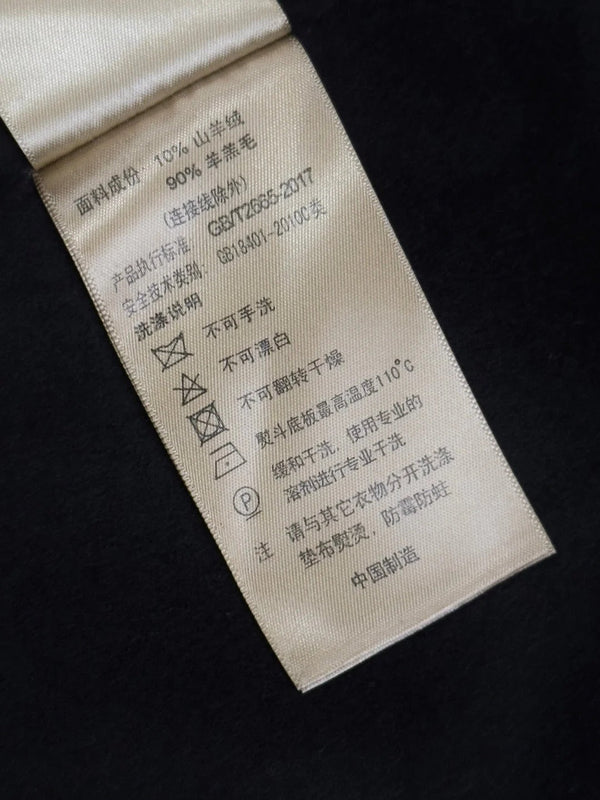 面料成份：10% 山羊绒
90% 羊羔毛
(连接线除外)
产品执行标准 GB/T2665-2017
安全技术类别：GB18401-2010C类
洗涤说明
不可手洗
不可漂白
不可翻转干燥
熨斗底板最高温度110°C
缓和干洗，使用专业的
溶剂进行专业干洗
P
注 请与其它衣物分开洗涤
垫布熨烫，防霉防蛀
中国制造